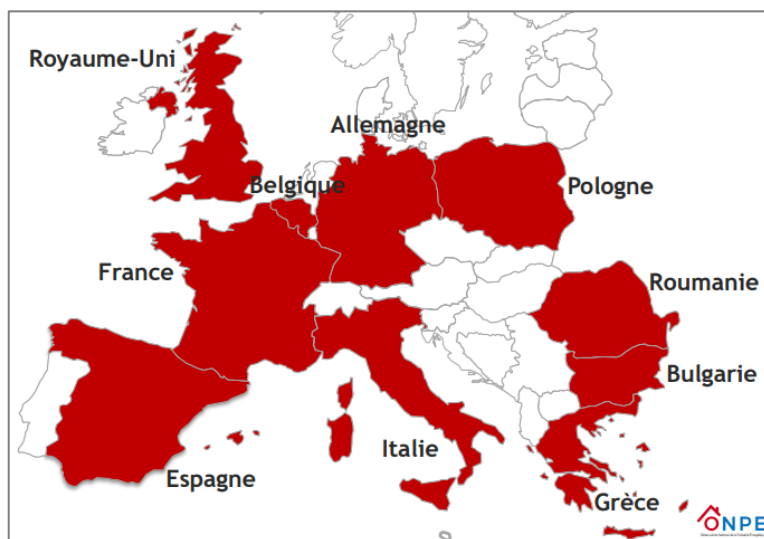 Royaume-Uni
Allemagne
Belgique
Pologne
France
Roumanie
Bulgarie
Italie
Espagne
Grèce
ONPE